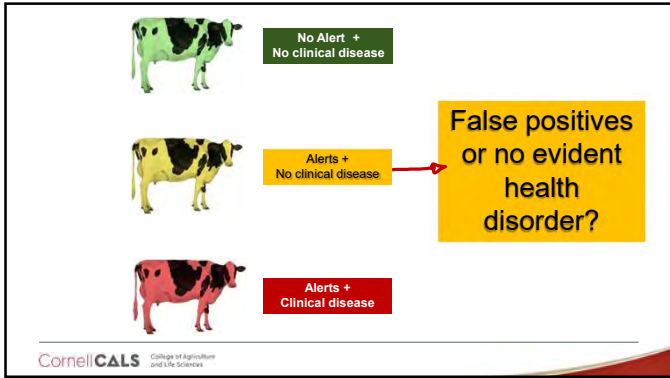 No Alert +
No clinical disease
Alerts +
No clinical disease
False positives
or no evident
health
disorder?
Alerts +
Clinical disease
CornellCALS
College of Agriculture
and Life Sciences